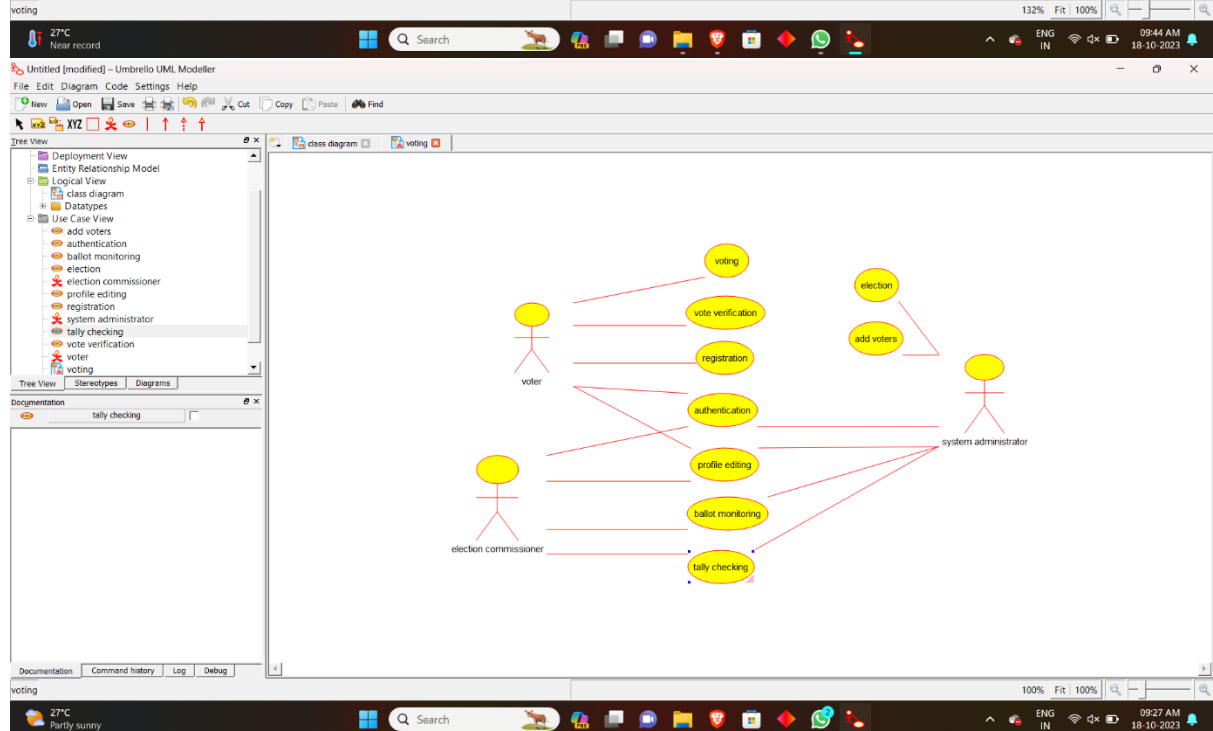 voting
132% Fit 100%
27°C
Near record
Search
ENG
IN
09:44 AM
18-10-2023
Untitled [modified] – Umbrello UML Modeller
File Edit Diagram Code Settings Help
New Open Save Cut Copy Paste Find
XYZ
Tree View
class diagram
voting
Deployment View
Entity Relationship Model
Logical View
class diagram
Datatypes
Use Case View
add voters
authentication
ballot monitoring
election
election commissioner
profile editing
registration
system administrator
tally checking
vote verification
voter
voting
Tree View Stereotypes Diagrams
Documentation
tally checking
voting
election
vote verification
add voters
registration
voter
authentication
system administrator
profile editing
ballot monitoring
election commissioner
tally checking
Documentation Command history Log Debug
voting
100% Fit 100%
27°C
Partly sunny
Search
2
ENG
IN
09:27 AM
18-10-2023